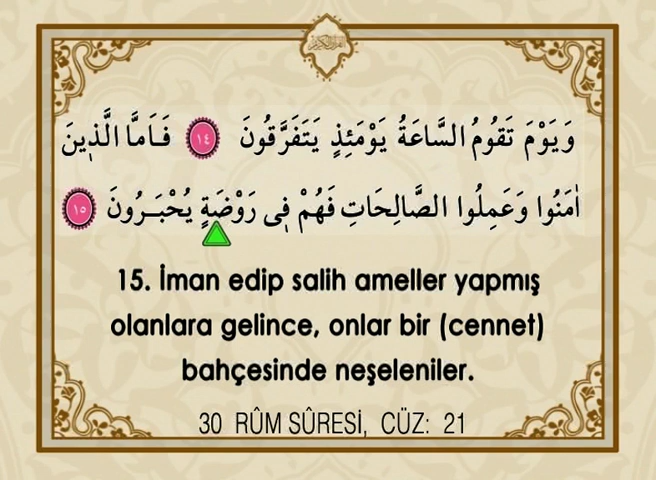 وَيَوْمَ تَقُومُ السَّاعَةُ يَوْمَئِذٍ يَتَفَرَّقُونَ ١٤ فَاَمَّا الَّذ۪ينَ
اٰمَنُوا وَعَمِلُوا الصَّالِحَاتِ فَهُمْ ف۪ي رَوْضَةٍ يُحْبَـرُونَ ١٥
15. İman edip salih ameller yapmış
olanlara gelince, onlar bir (cennet)
bahçesinde neşeleniler.
30 RÛM SÛRESİ, CÜZ: 21